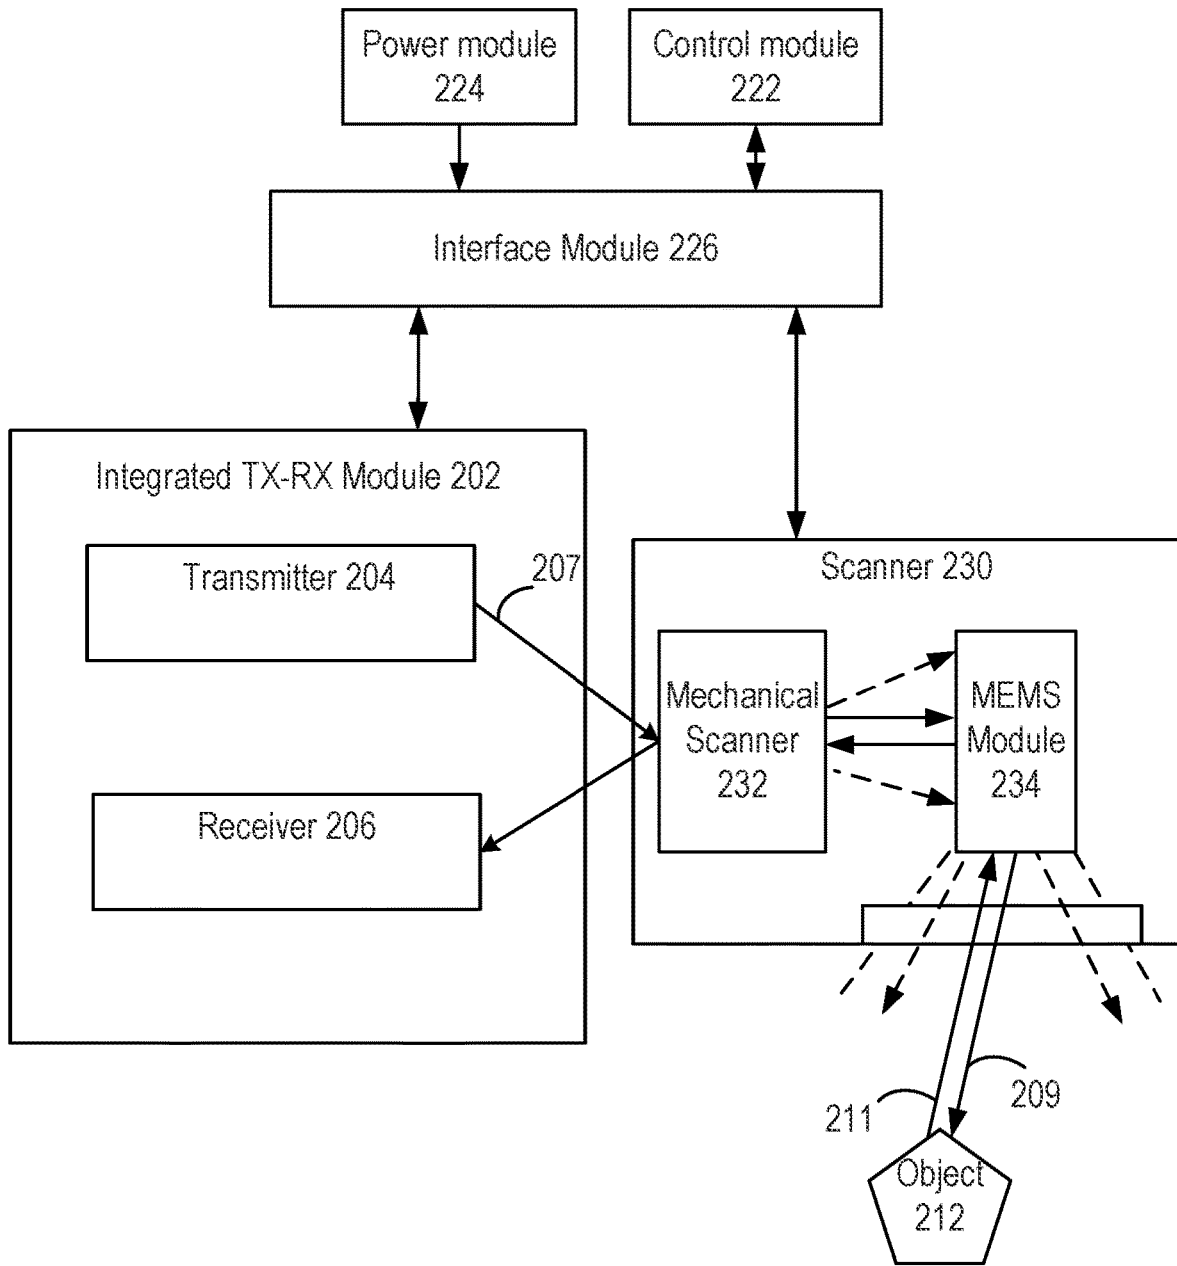 Power module
224
Control module
222
Interface Module 226
Integrated TX-RX Module 202
Transmitter 204
207
Receiver 206
Scanner 230
Mechanical
Scanner
232
MEMS
Module
234
211
209
Object
212